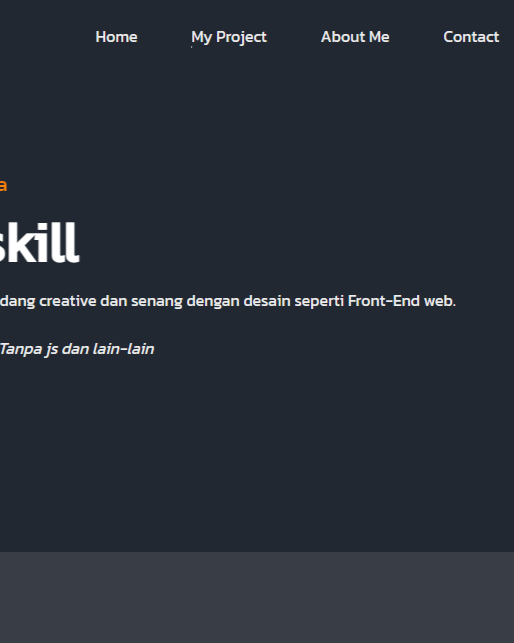 Home My Project About Me Contact
a
skill
dang creative dan senang dengan desain seperti Front-End web.
Tanpa js dan lain-lain